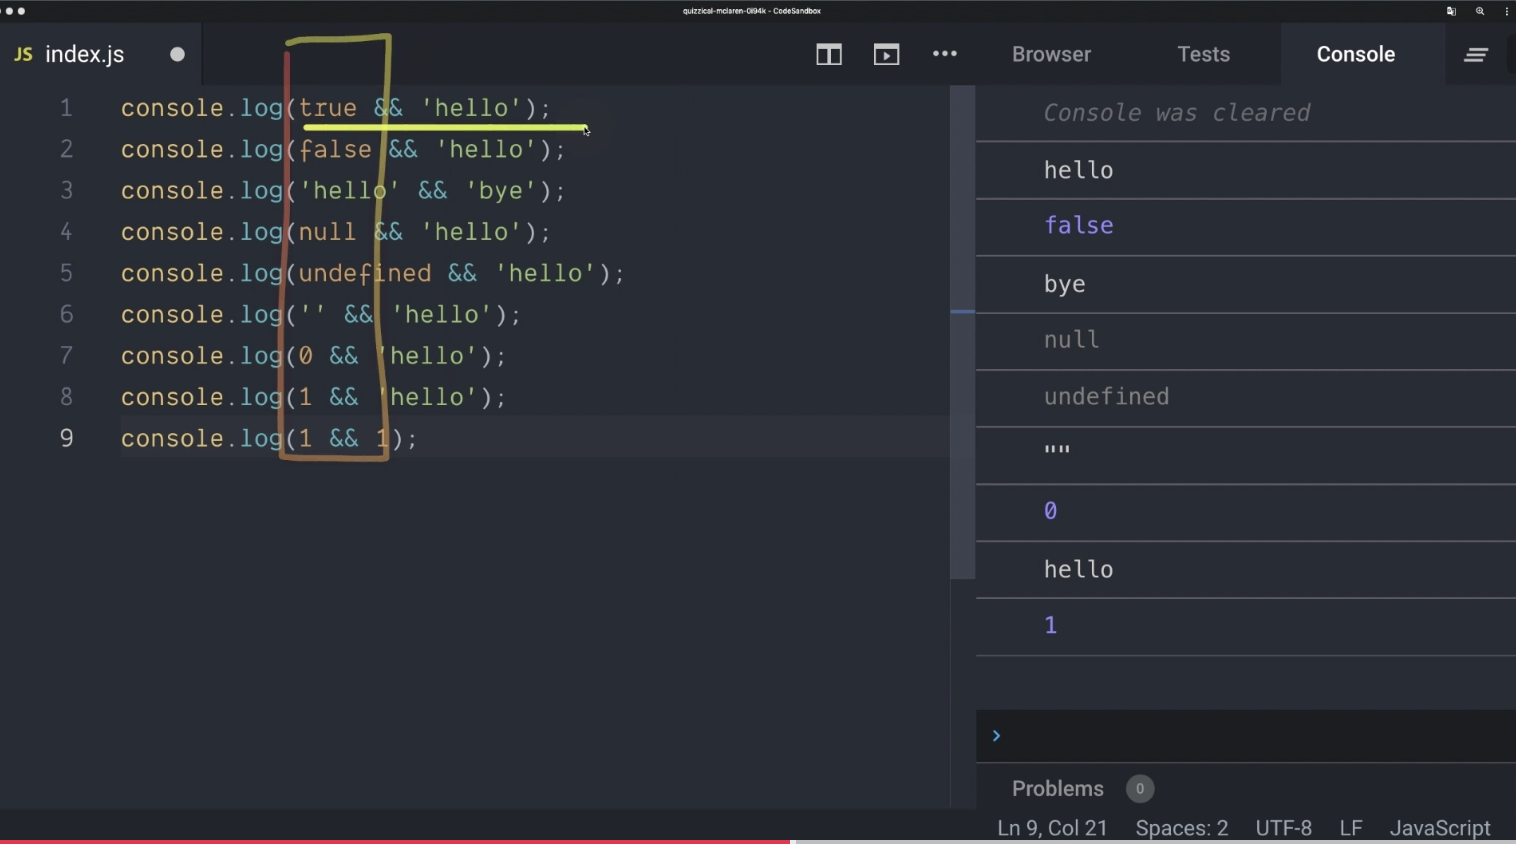 quizzical-mclaren-0i94k - CodeSandbox
JS index.js
Browser Tests Console
1 console.log(true && 'hello');
2 console.log(false && 'hello');
3 console.log('hello' && 'bye');
4 console.log(null && 'hello');
5 console.log(undefined && 'hello');
6 console.log('' && 'hello');
7 console.log(0 && 'hello');
8 console.log(1 && 'hello');
9 console.log(1 && 1);
Console was cleared
hello
false
bye
null
undefined
""
0
hello
1
Problems 0
Ln 9, Col 21 Spaces: 2 UTF-8 LF JavaScript